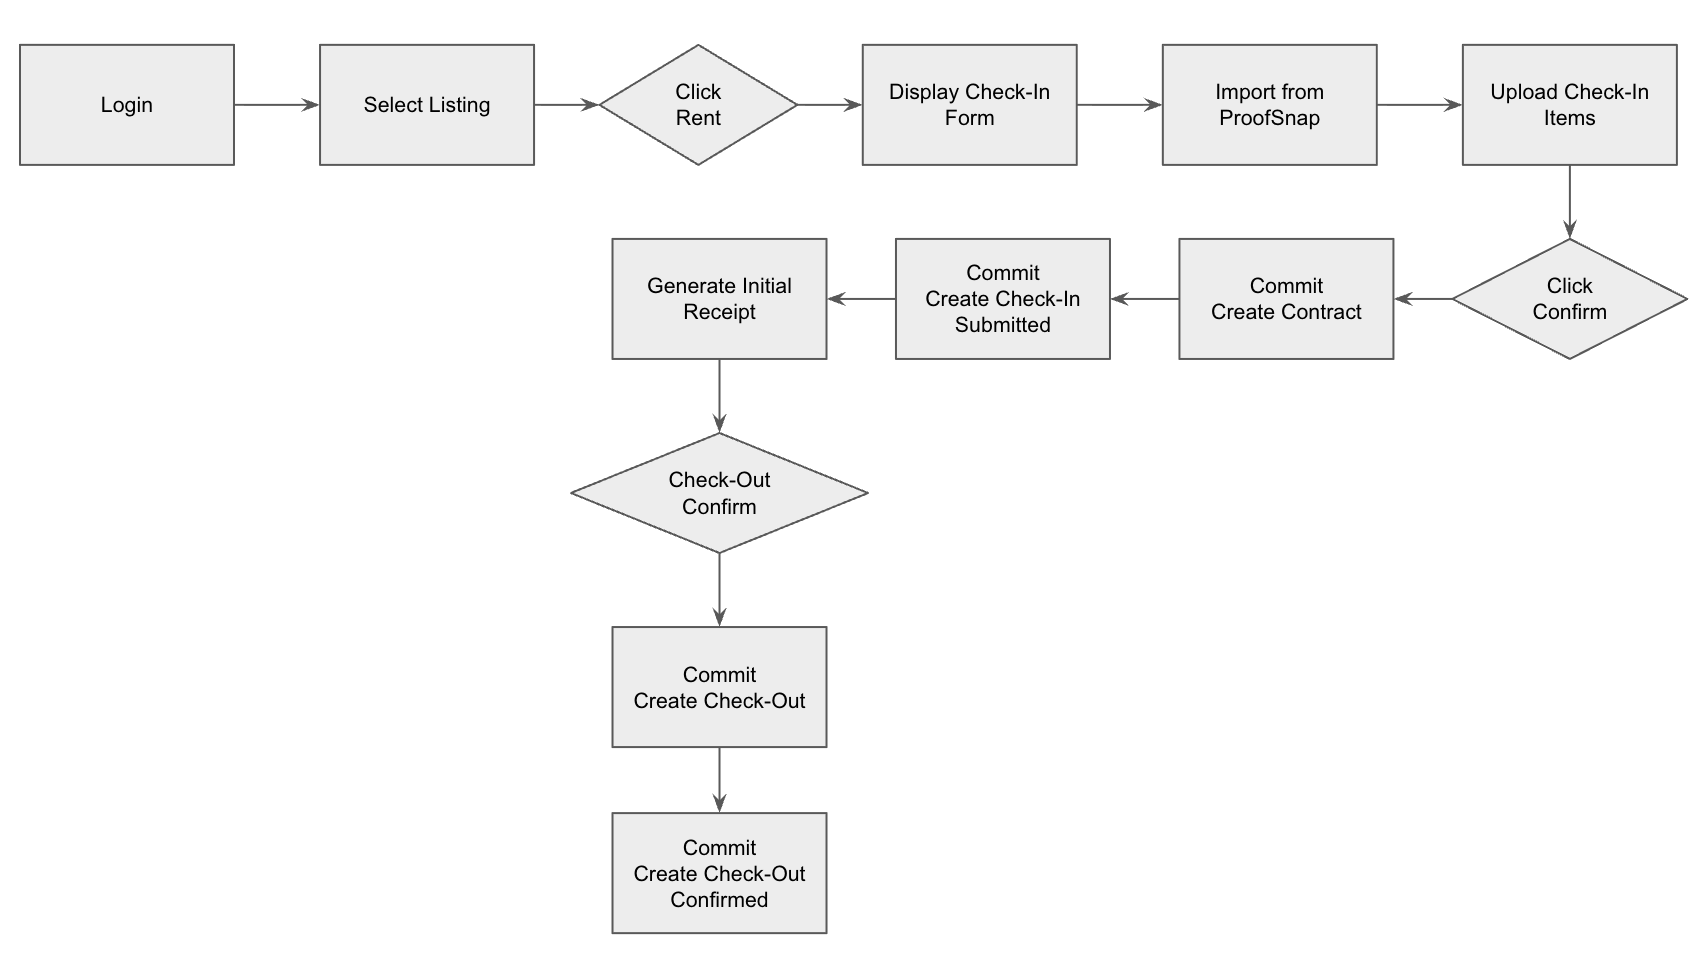 Login
Select Listing
Click
Rent
Display Check-In
Form
Import from
ProofSnap
Upload Check-In
Items
Click
Confirm
Commit
Create Contract
Commit
Create Check-In
Submitted
Generate Initial
Receipt
Check-Out
Confirm
Commit
Create Check-Out
Commit
Create Check-Out
Confirmed